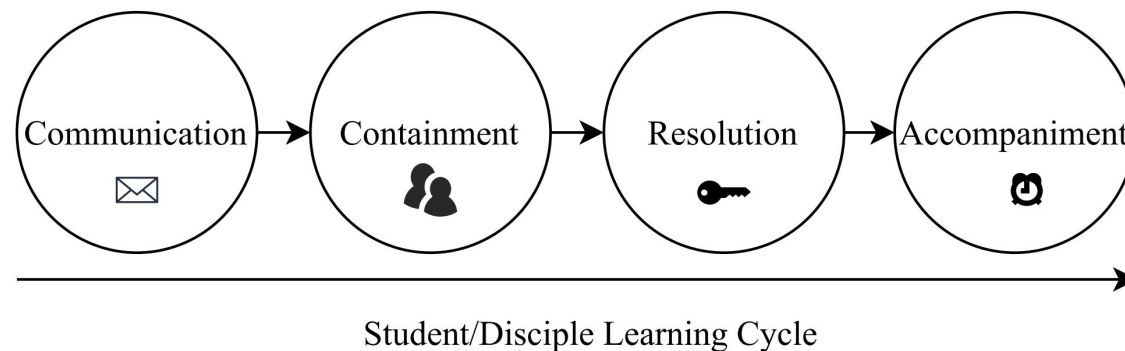 Communication
Containment
Resolution
Accompaniment
Student/Disciple Learning Cycle